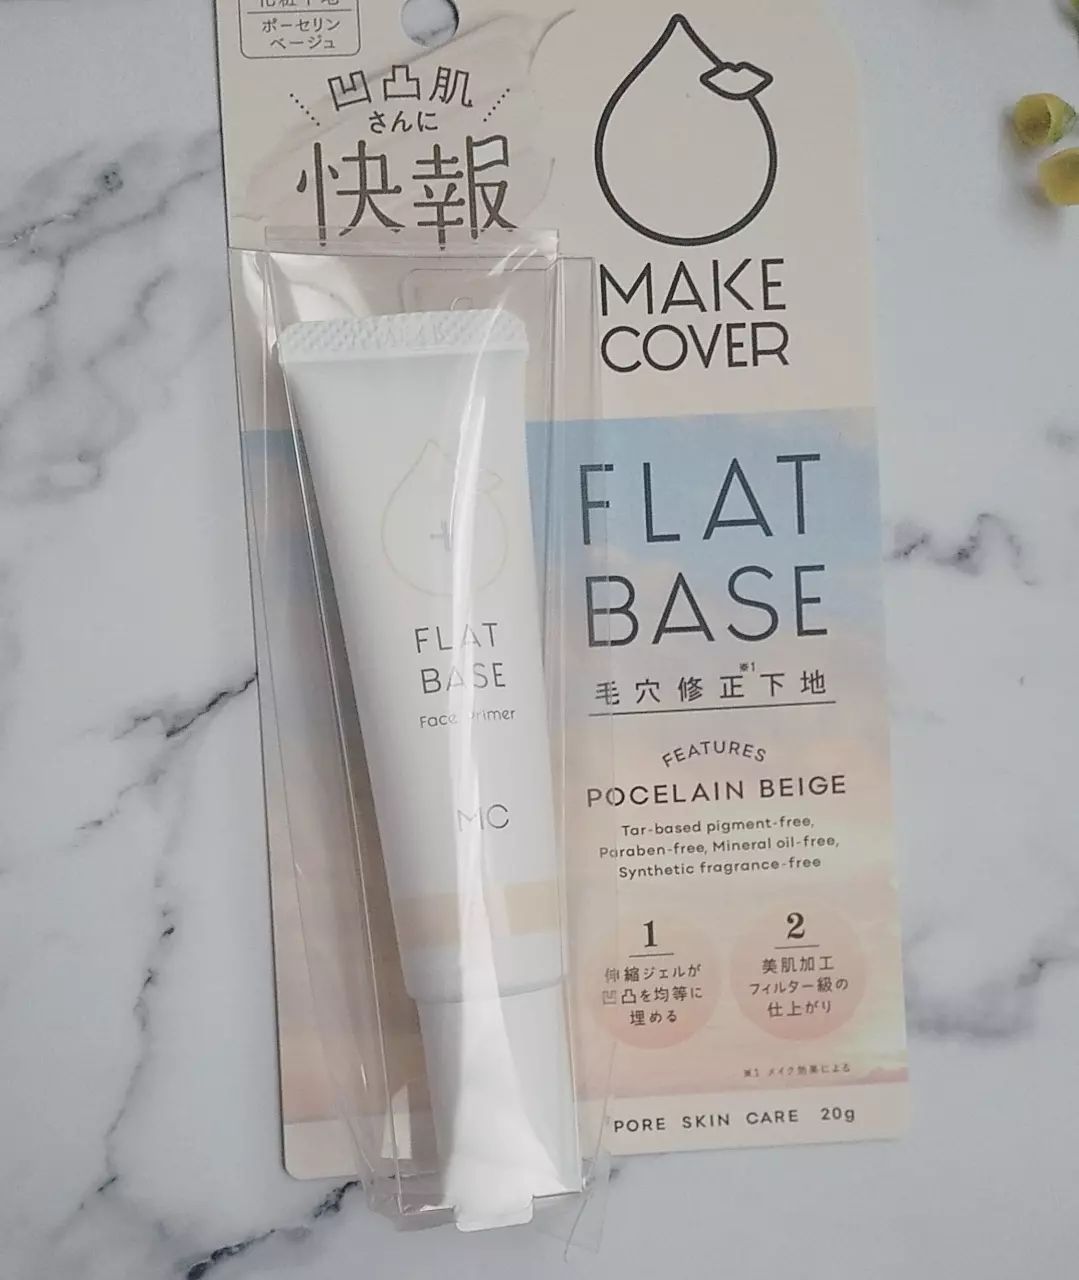 化粧下地
ポーセリン
ベージュ
凹凸肌
さんに
快報
MAKE
COVER
FLAT
BASE
毛穴修正下地
※1
FEATURES
POCELAIN BEIGE
Tar-based pigment-free,
Paraben-free, Mineral oil-free,
Synthetic fragrance-free
1
伸縮ジェルが
凹凸を均等に
埋める
2
美肌加工
フィルター級の
仕上がり
※1 メイク効果による
PORE SKIN CARE 20g
FLAT
BASE
Face Primer
MC